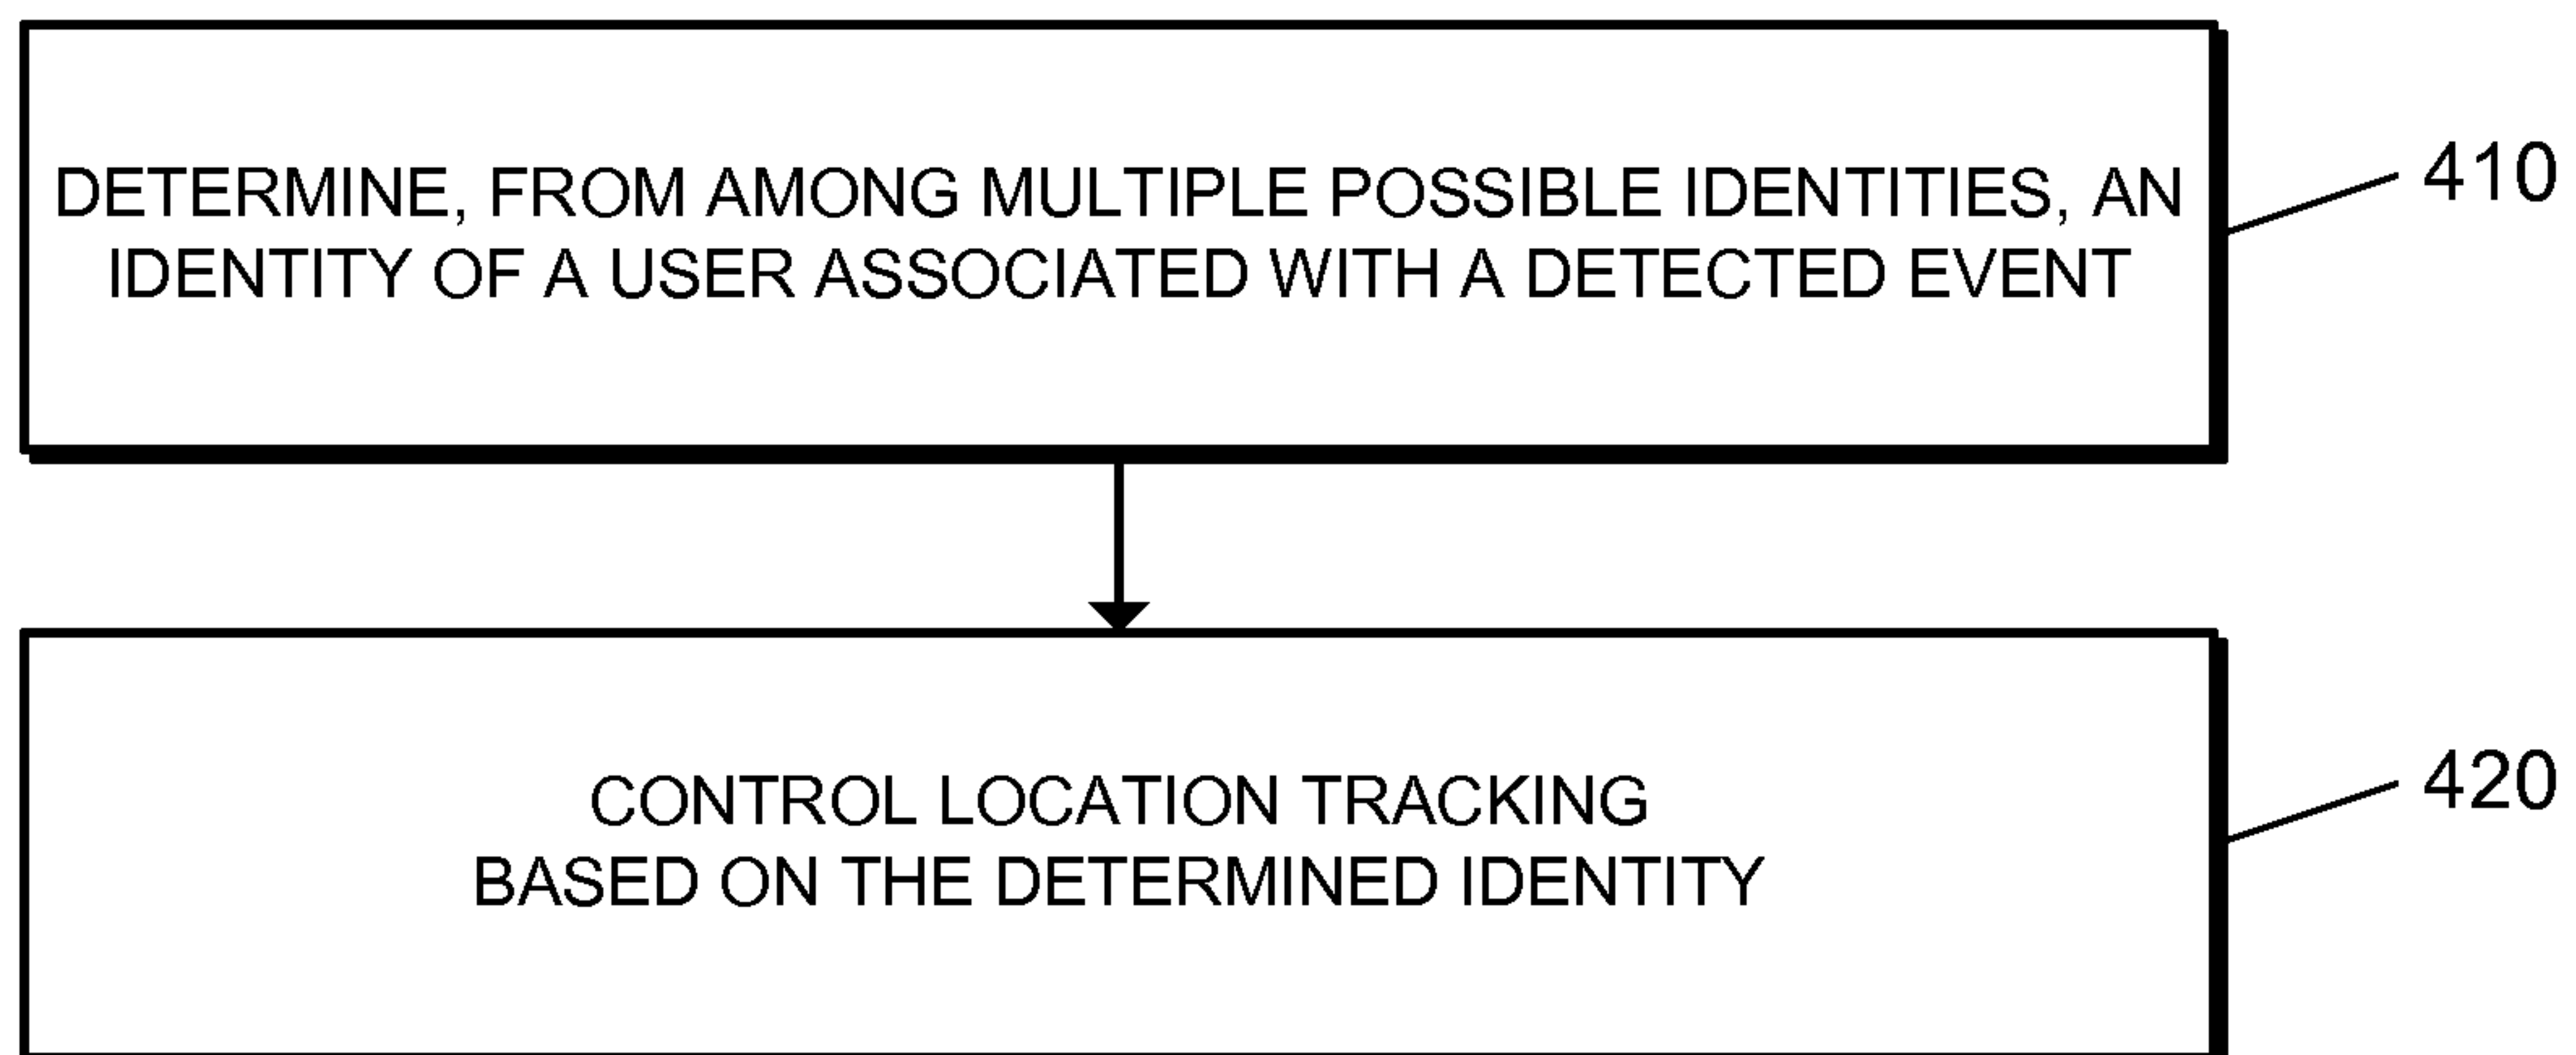 DETERMINE, FROM AMONG MULTIPLE POSSIBLE IDENTITIES, AN
IDENTITY OF A USER ASSOCIATED WITH A DETECTED EVENT
410
CONTROL LOCATION TRACKING
BASED ON THE DETERMINED IDENTITY
420